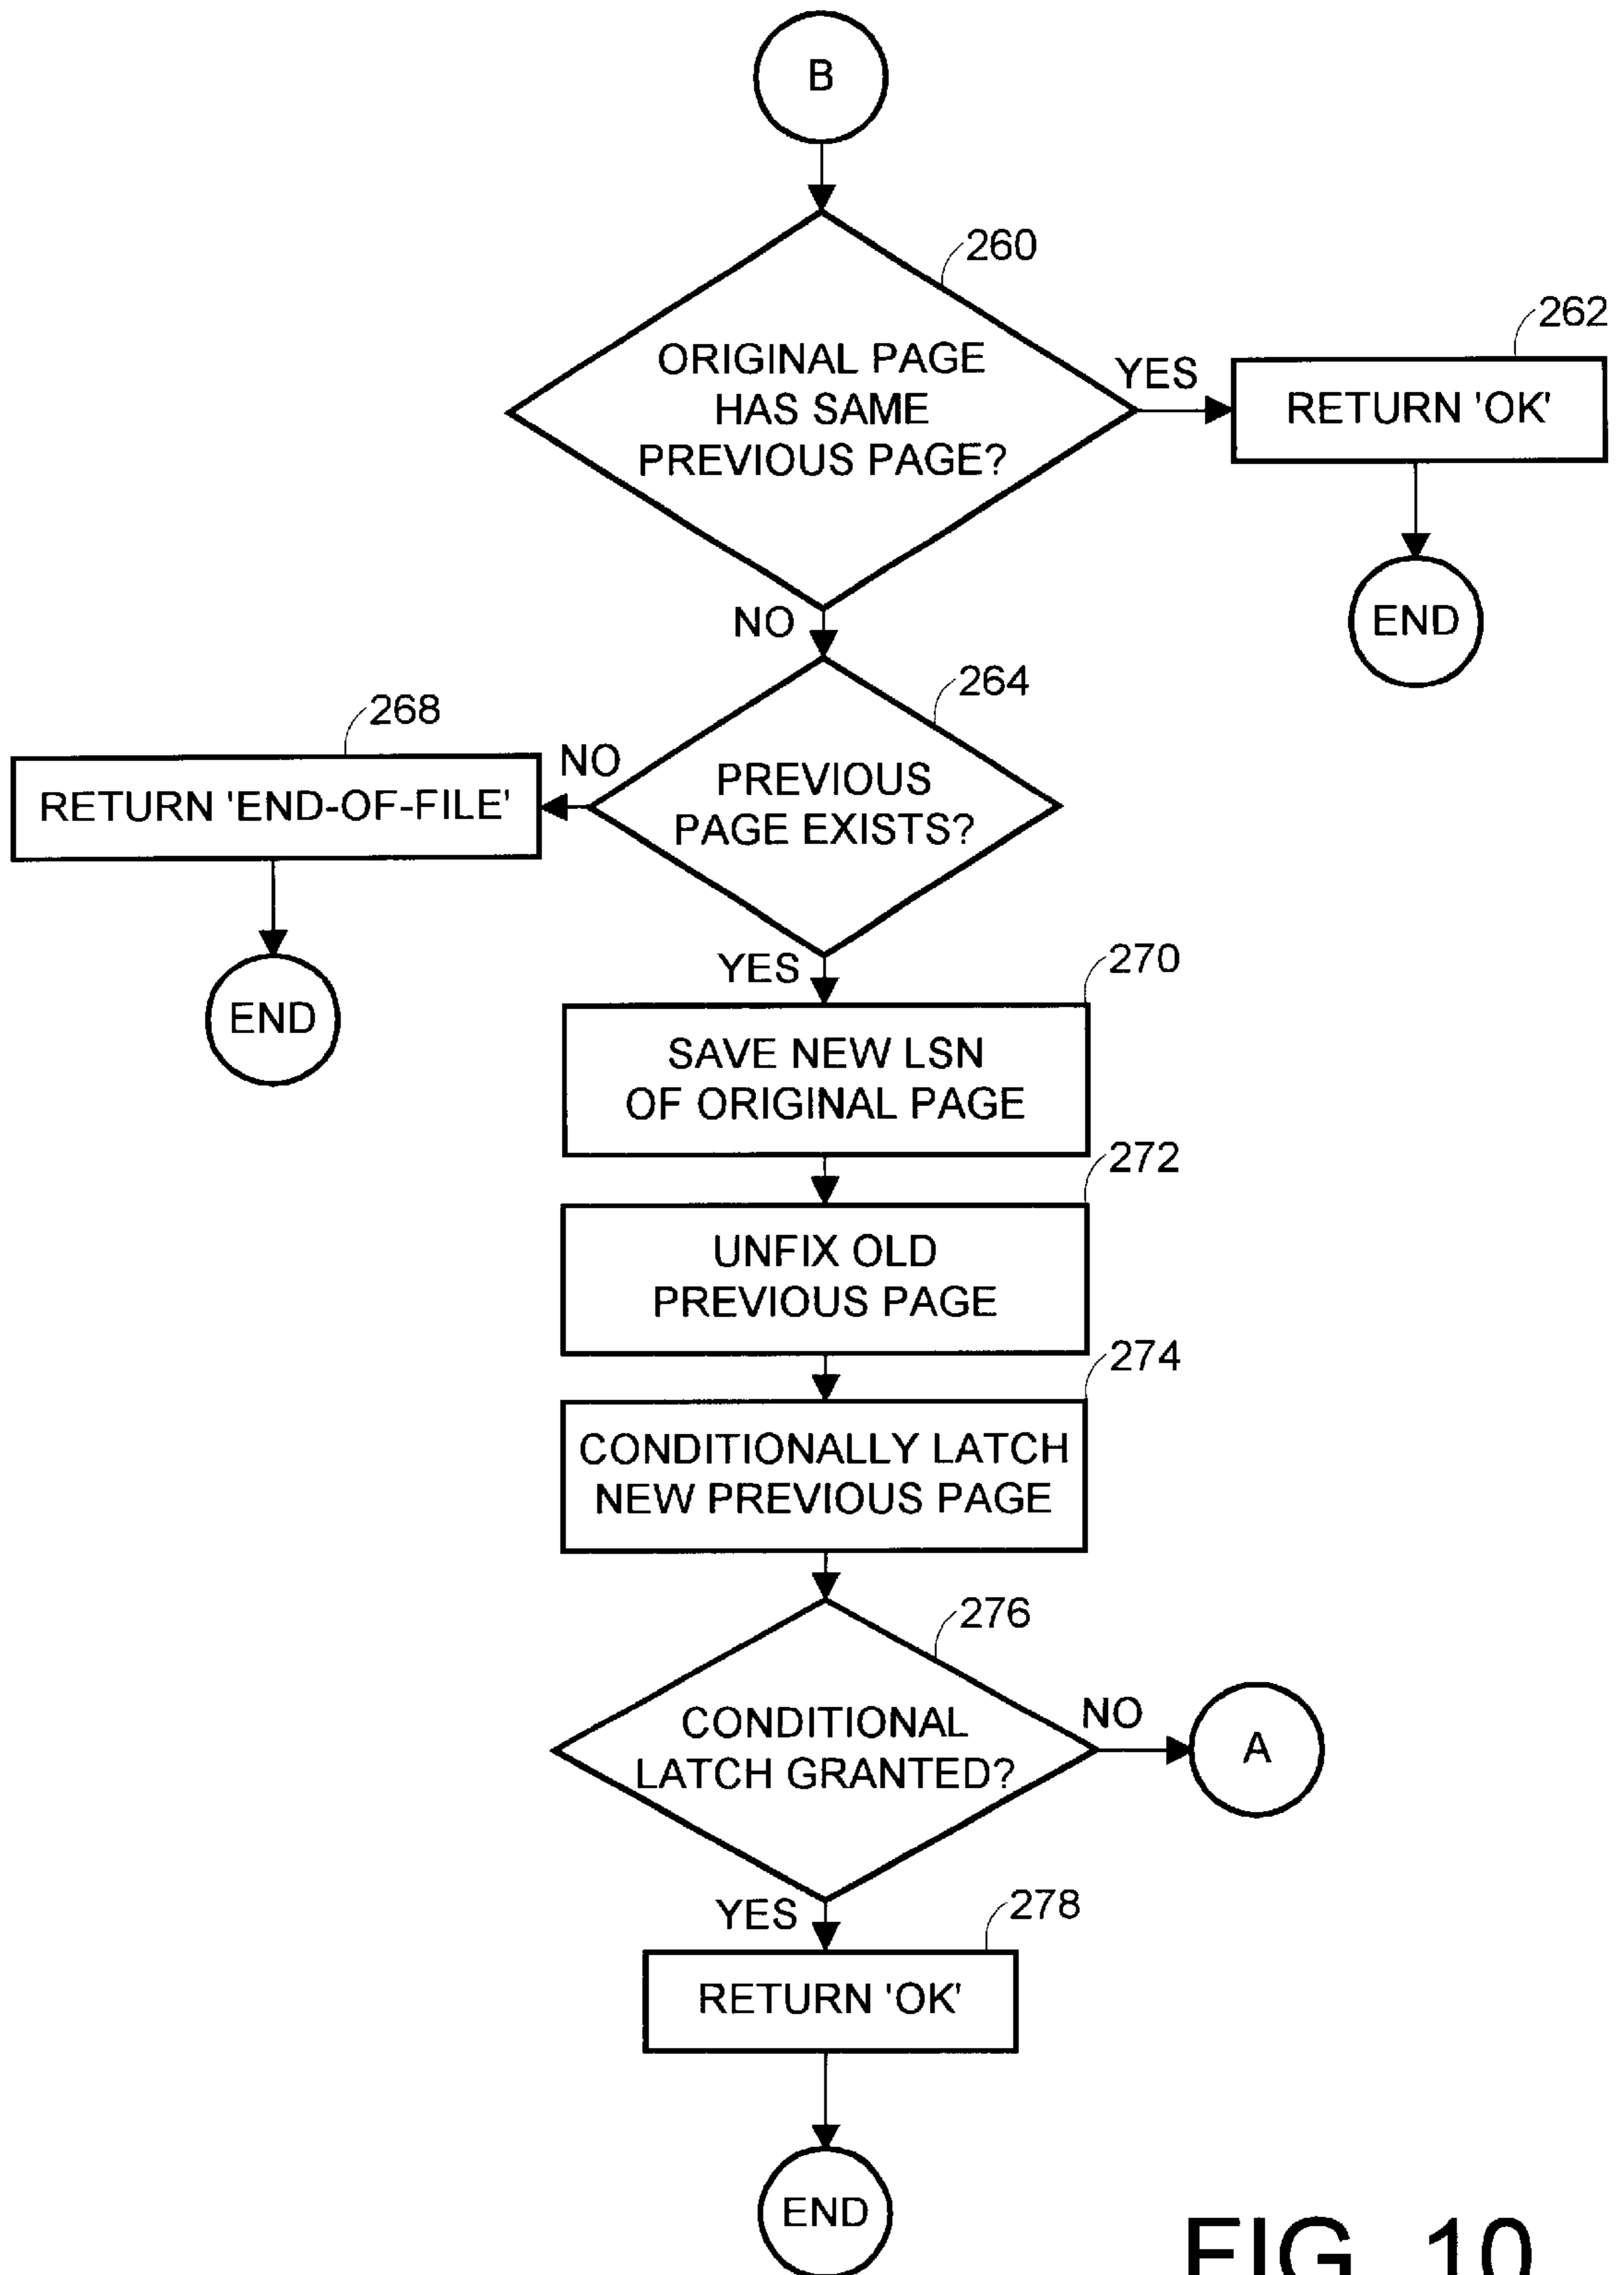 B
260
ORIGINAL PAGE
HAS SAME
PREVIOUS PAGE?
YES
262
RETURN 'OK'
END
NO
264
PREVIOUS
PAGE EXISTS?
NO
268
RETURN 'END-OF-FILE'
END
YES
270
SAVE NEW LSN
OF ORIGINAL PAGE
272
UNFIX OLD
PREVIOUS PAGE
274
CONDITIONALLY LATCH
NEW PREVIOUS PAGE
276
CONDITIONAL
LATCH GRANTED?
NO
A
YES
278
RETURN 'OK'
END
FIG. 10